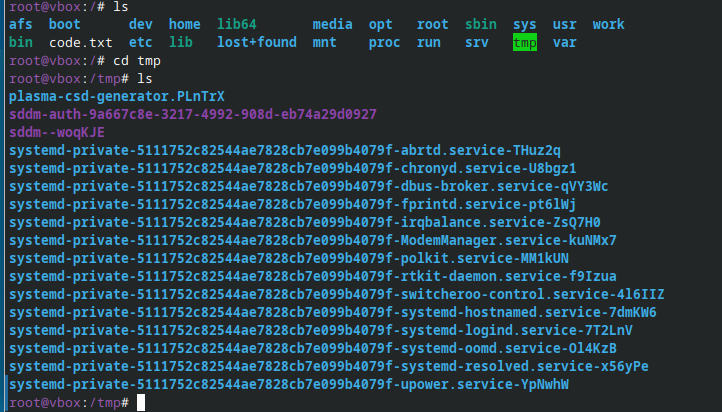 root@vbox:/# ls
afs boot dev home lib64 media opt root sbin sys usr work
bin code.txt etc lib lost+found mnt proc run srv tmp var
root@vbox:/# cd tmp
root@vbox:/tmp# ls
plasma-csd-generator.PLnTrX
sddm-auth-9a667c8e-3217-4992-908d-eb74a29d0927
sddm--woqKJE
systemd-private-5111752c82544ae7828cb7e099b4079f-abrtd.service-THuz2q
systemd-private-5111752c82544ae7828cb7e099b4079f-chronyd.service-U8bgz1
systemd-private-5111752c82544ae7828cb7e099b4079f-dbus-broker.service-qVY3Wc
systemd-private-5111752c82544ae7828cb7e099b4079f-fprintd.service-pt6lWj
systemd-private-5111752c82544ae7828cb7e099b4079f-irqbalance.service-ZsQ7H0
systemd-private-5111752c82544ae7828cb7e099b4079f-ModemManager.service-kuNMx7
systemd-private-5111752c82544ae7828cb7e099b4079f-polkit.service-MM1kUN
systemd-private-5111752c82544ae7828cb7e099b4079f-rtkit-daemon.service-f9Izua
systemd-private-5111752c82544ae7828cb7e099b4079f-switcheroo-control.service-4l6IIZ
systemd-private-5111752c82544ae7828cb7e099b4079f-systemd-hostnamed.service-7dmKW6
systemd-private-5111752c82544ae7828cb7e099b4079f-systemd-logind.service-7T2LnV
systemd-private-5111752c82544ae7828cb7e099b4079f-systemd-oomd.service-Ol4KzB
systemd-private-5111752c82544ae7828cb7e099b4079f-systemd-resolved.service-x56yPe
systemd-private-5111752c82544ae7828cb7e099b4079f-upower.service-YpNwhW
root@vbox:/tmp#